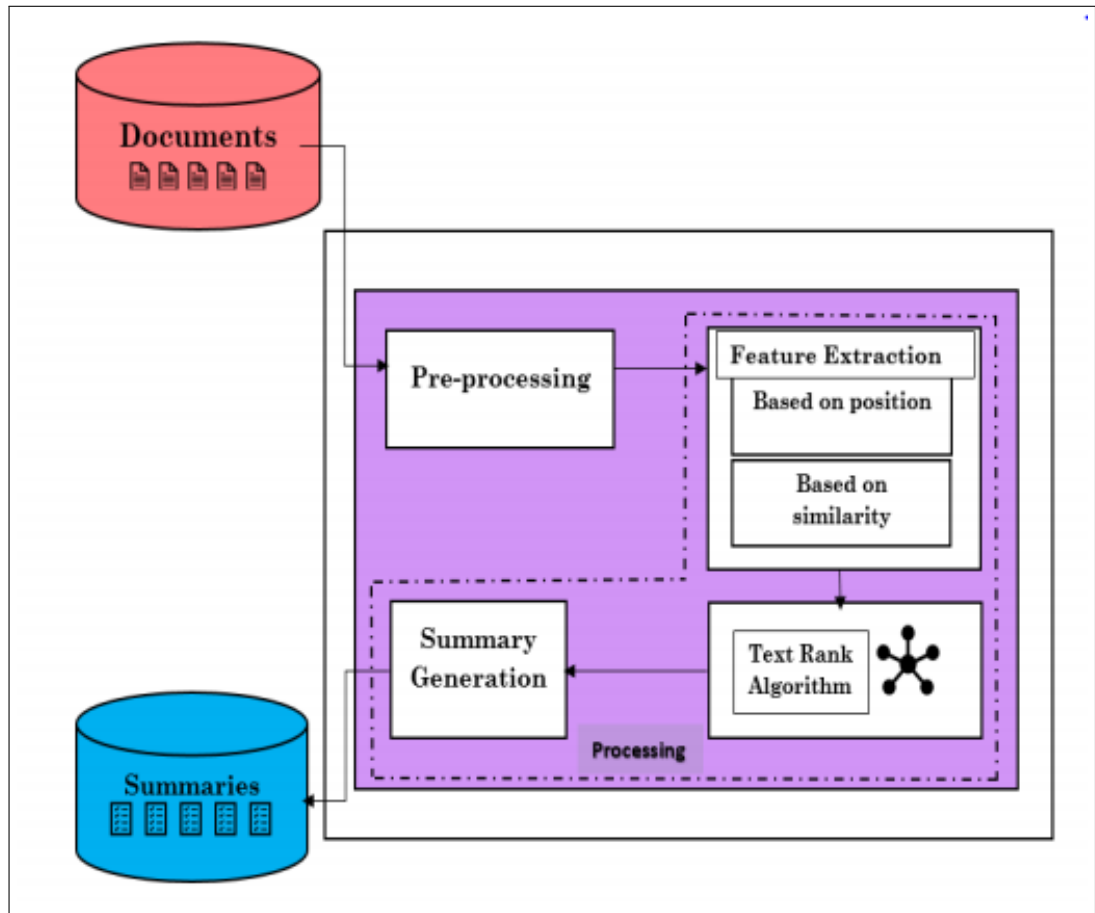 Documents
Pre-processing
Feature Extraction
Based on position
Based on
similarity
Text Rank
Algorithm
Summary
Generation
Processing
Summaries